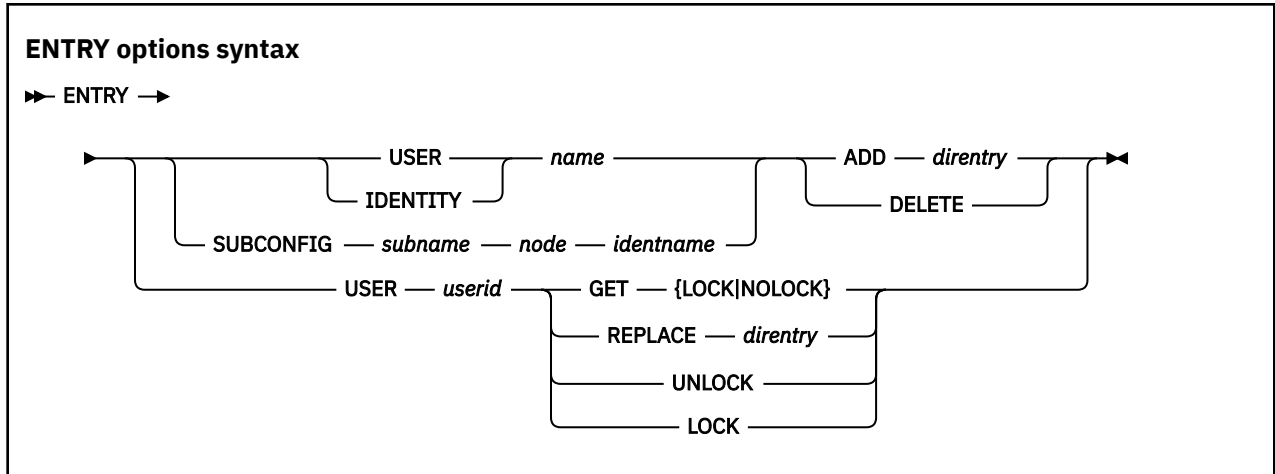 ENTRY options syntax
ENTRY
USER name ADD direntry
IDENTITY DELETE
SUBCONFIG subname node identname
USER userid GET {LOCK|NOLOCK}
REPLACE direntry
UNLOCK
LOCK